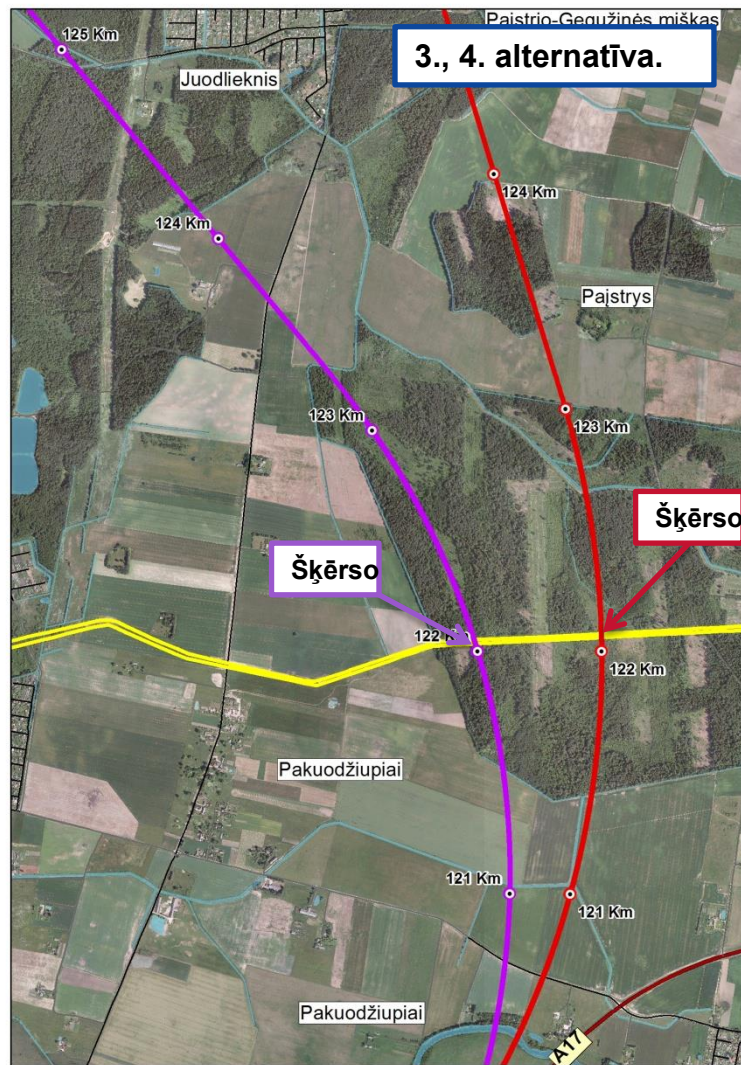 Paįstrio-Gegužinės miškas
3., 4. alternatīva.
125 Km
Juodlieknis
124 Km
124 Km
Paįstrys
123 Km
123 Km
Šķērso
Šķērso
122 Km
122 Km
Pakuodžiupiai
121 Km
121 Km
Pakuodžiupiai
A17